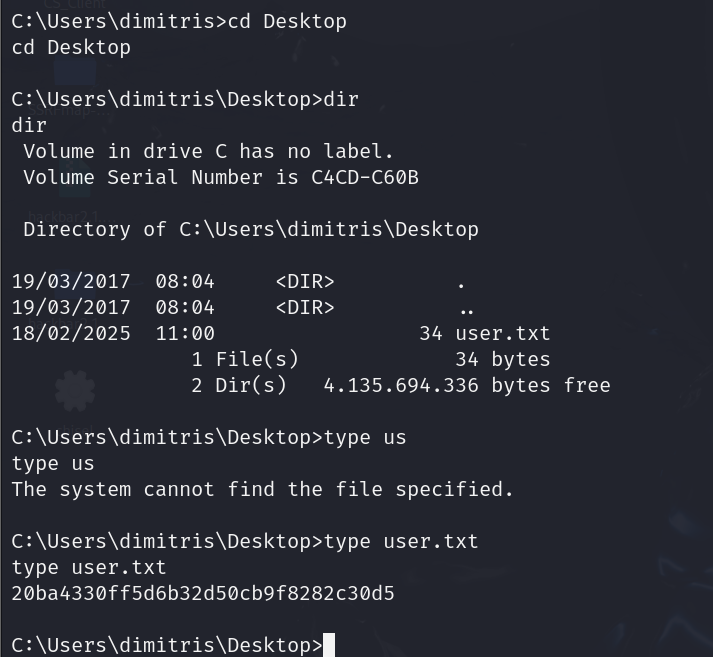 C:\Users\dimitris>cd Desktop
cd Desktop
C:\Users\dimitris\Desktop>dir
dir
 Volume in drive C has no label.
 Volume Serial Number is C4CD-C60B
 Directory of C:\Users\dimitris\Desktop
19/03/2017  08:04     <DIR>          .
19/03/2017  08:04     <DIR>          ..
18/02/2025  11:00                 34 user.txt
               1 File(s)             34 bytes
               2 Dir(s)   4.135.694.336 bytes free
C:\Users\dimitris\Desktop>type us
type us
The system cannot find the file specified.
C:\Users\dimitris\Desktop>type user.txt
type user.txt
20ba4330ff5d6b32d50cb9f8282c30d5
C:\Users\dimitris\Desktop>